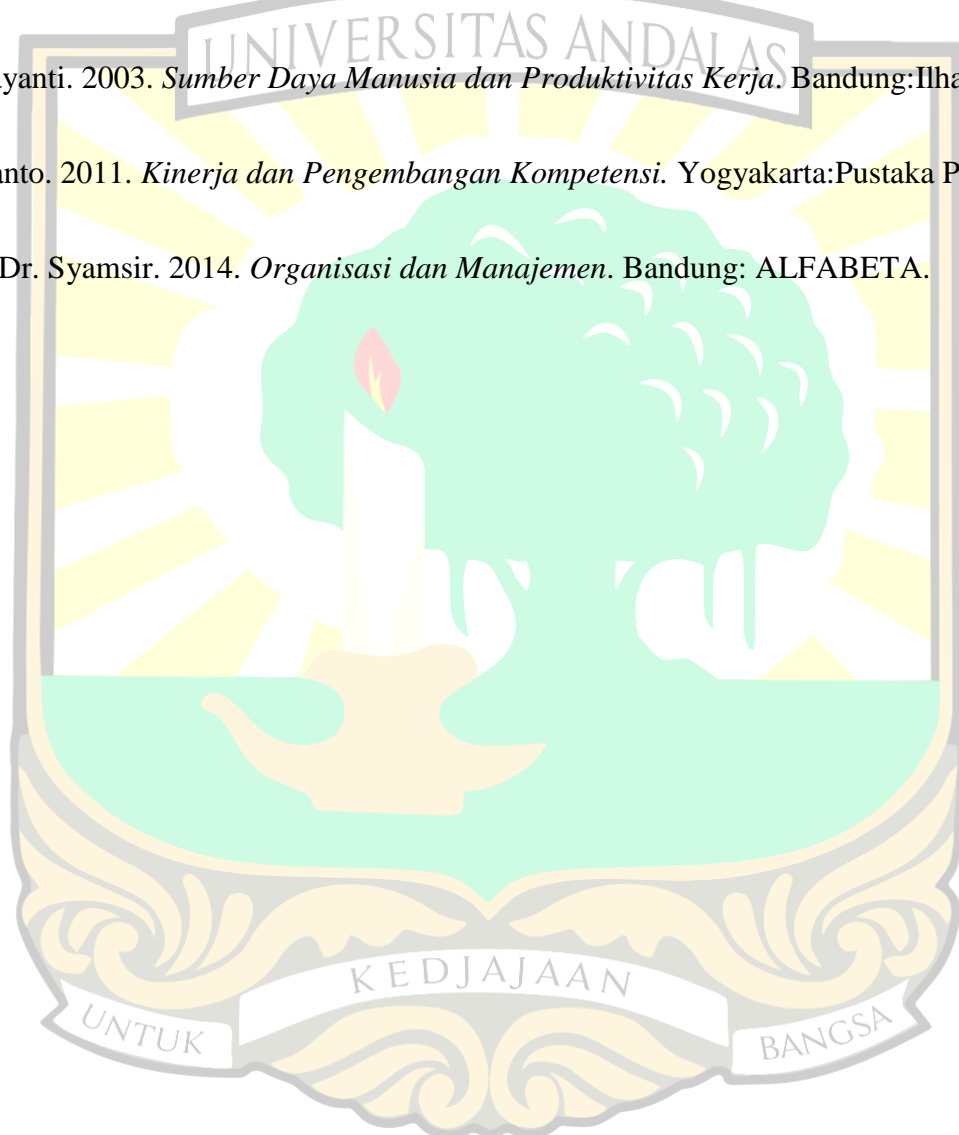 UNIVERSITAS ANDALAS
yanti. 2003. Sumber Daya Manusia dan Produktivitas Kerja. Bandung:Ilha
anto. 2011. Kinerja dan Pengembangan Kompetensi. Yogyakarta:Pustaka P
Dr. Syamsir. 2014. Organisasi dan Manajemen. Bandung: ALFABETA.
KEDJAJAAN
UNTUK BANGSA